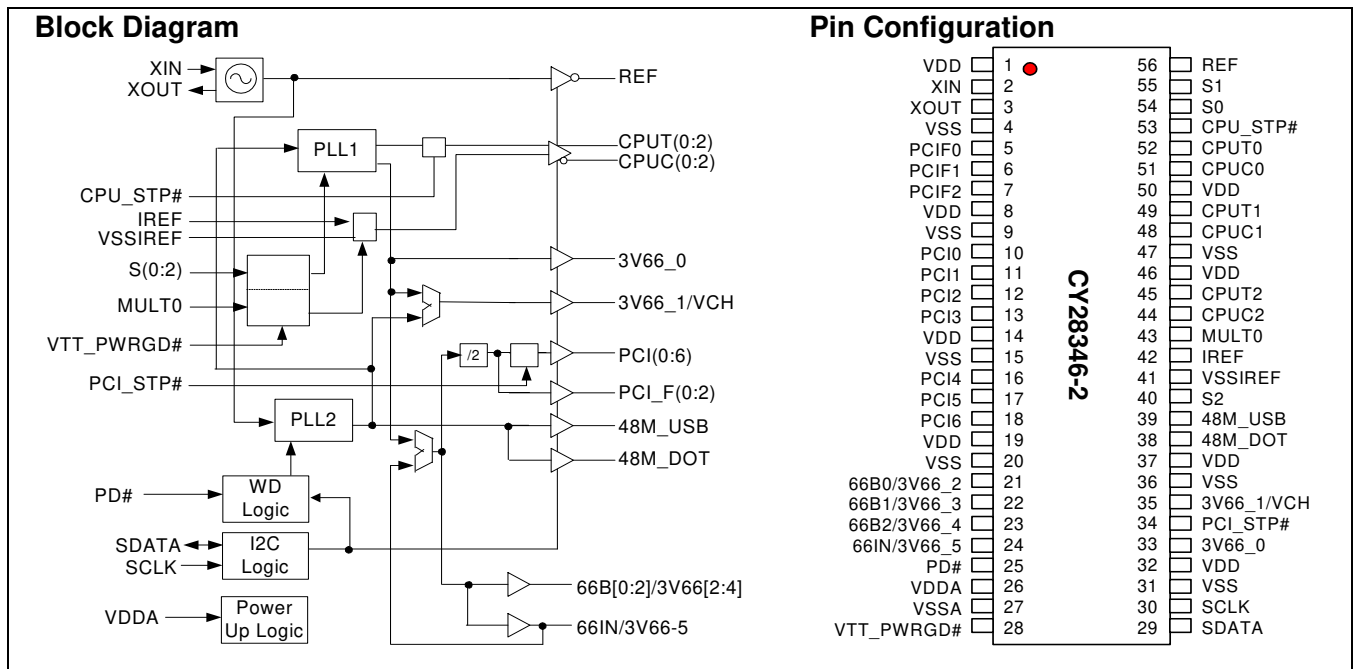 Block Diagram
XIN
XOUT
REF
PLL1
CPUT(0:2)
CPUC(0:2)
CPU_STP#
IREF
VSSIREF
S(0:2)
3V66_0
MULT0
3V66_1/VCH
VTT_PWRGD#
/2
PCI(0:6)
PCI_STP#
PCI_F(0:2)
PLL2
48M_USB
48M_DOT
PD#
WD
Logic
SDATA
SCLK
I2C
Logic
66B[0:2]/3V66[2:4]
VDDA
Power
Up Logic
66IN/3V66-5
Pin Configuration
VDD 1 56 REF
XIN 2 55 S1
XOUT 3 54 S0
VSS 4 53 CPU_STP#
PCIF0 5 52 CPUT0
PCIF1 6 51 CPUC0
PCIF2 7 50 VDD
VDD 8 49 CPUT1
VSS 9 48 CPUC1
PCI0 10 47 VSS
PCI1 11 46 VDD
PCI2 12 45 CPUT2
PCI3 13 44 CPUC2
VDD 14 43 MULT0
VSS 15 42 IREF
PCI4 16 41 VSSIREF
PCI5 17 40 S2
PCI6 18 39 48M_USB
VDD 19 38 48M_DOT
VSS 20 37 VDD
66B0/3V66_2 21 36 VSS
66B1/3V66_3 22 35 3V66_1/VCH
66B2/3V66_4 23 34 PCI_STP#
66IN/3V66_5 24 33 3V66_0
PD# 25 32 VDD
VDDA 26 31 VSS
VSSA 27 30 SCLK
VTT_PWRGD# 28 29 SDATA
CY28346-2